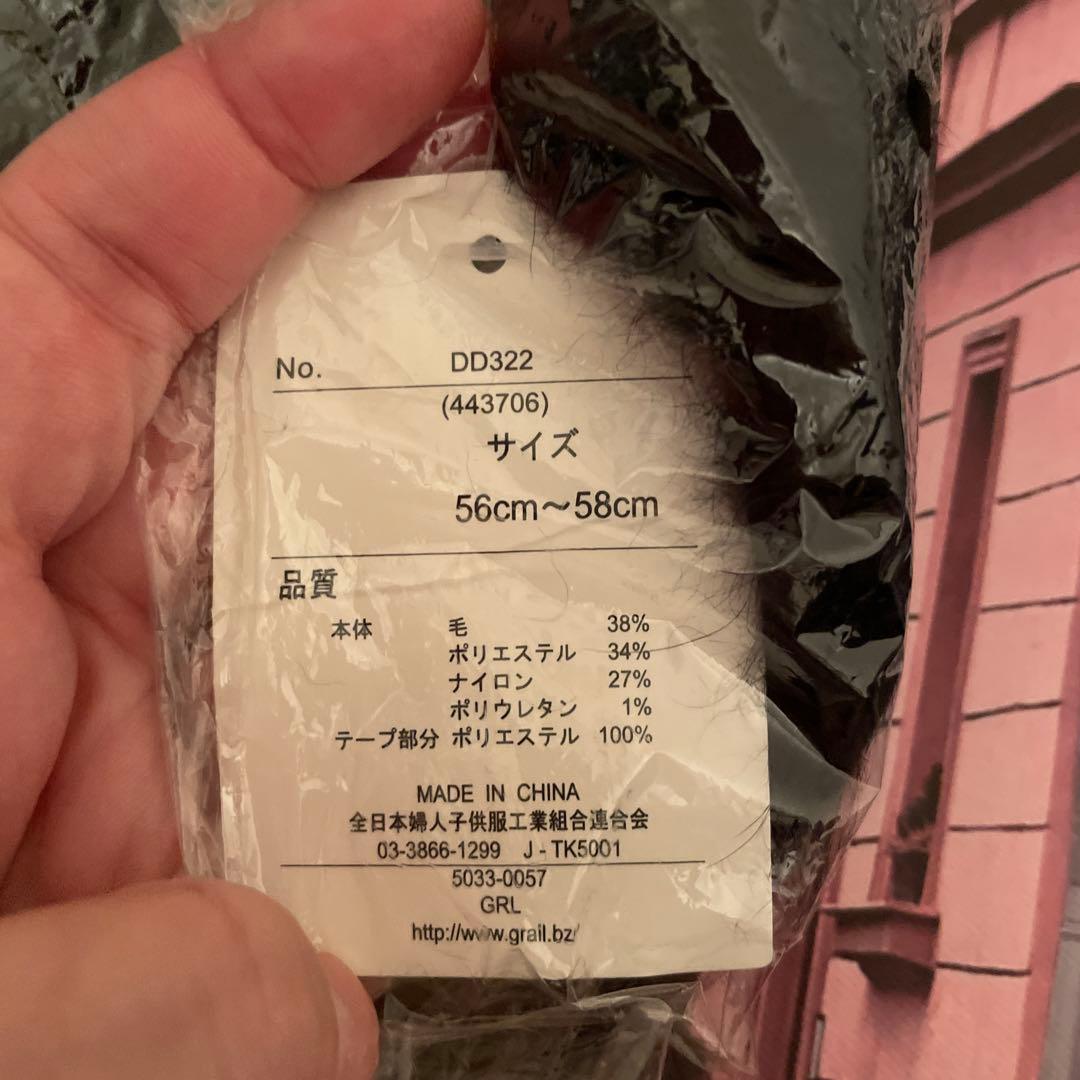 No. DD322
(443706)
サイズ
56cm～58cm
品質
本体 毛 38%
ポリエステル 34%
ナイロン 27%
ポリウレタン 1%
テープ部分 ポリエステル 100%
MADE IN CHINA
全日本婦人子供服工業組合連合会
03-3866-1299 J-TK5001
5033-0057
GRL
http://www.grail.bz/